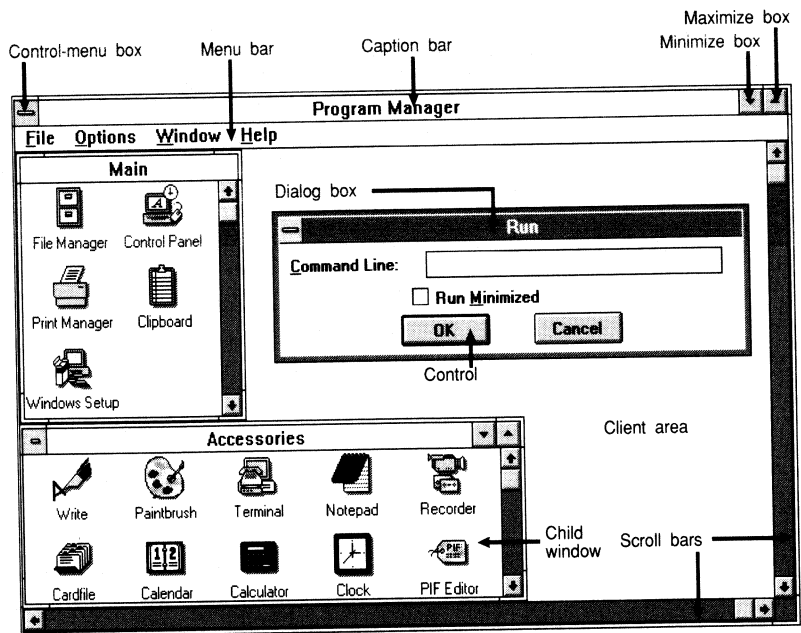 Maximize box
Control-menu box Menu bar Caption bar Minimize box
Program Manager
File Options Window Help
Main
File Manager Control Panel
Print Manager Clipboard
Windows Setup
Dialog box
Run
Command Line:
Run Minimized
OK Cancel
Control
Client area
Accessories
Write Paintbrush Terminal Notepad Recorder
Cardfile Calendar Calculator Clock PIF Editor
PIF
Child
window
Scroll bars